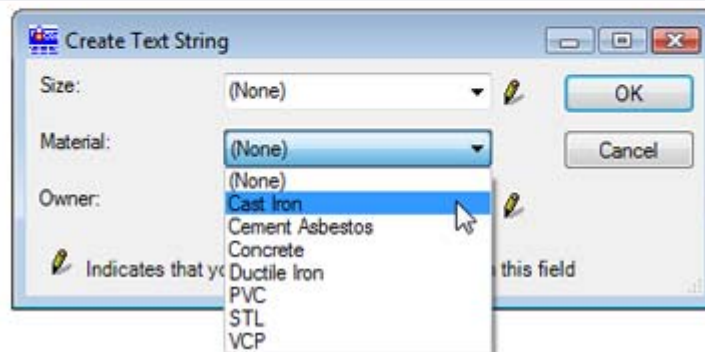 Create Text String
Size:
(None)
OK
Material:
(None)
Cancel
(None)
Owner:
Cast Iron
Cement Asbestos
Concrete
Indicates that yo
this field
Ductile Iron
PVC
STL
VCP